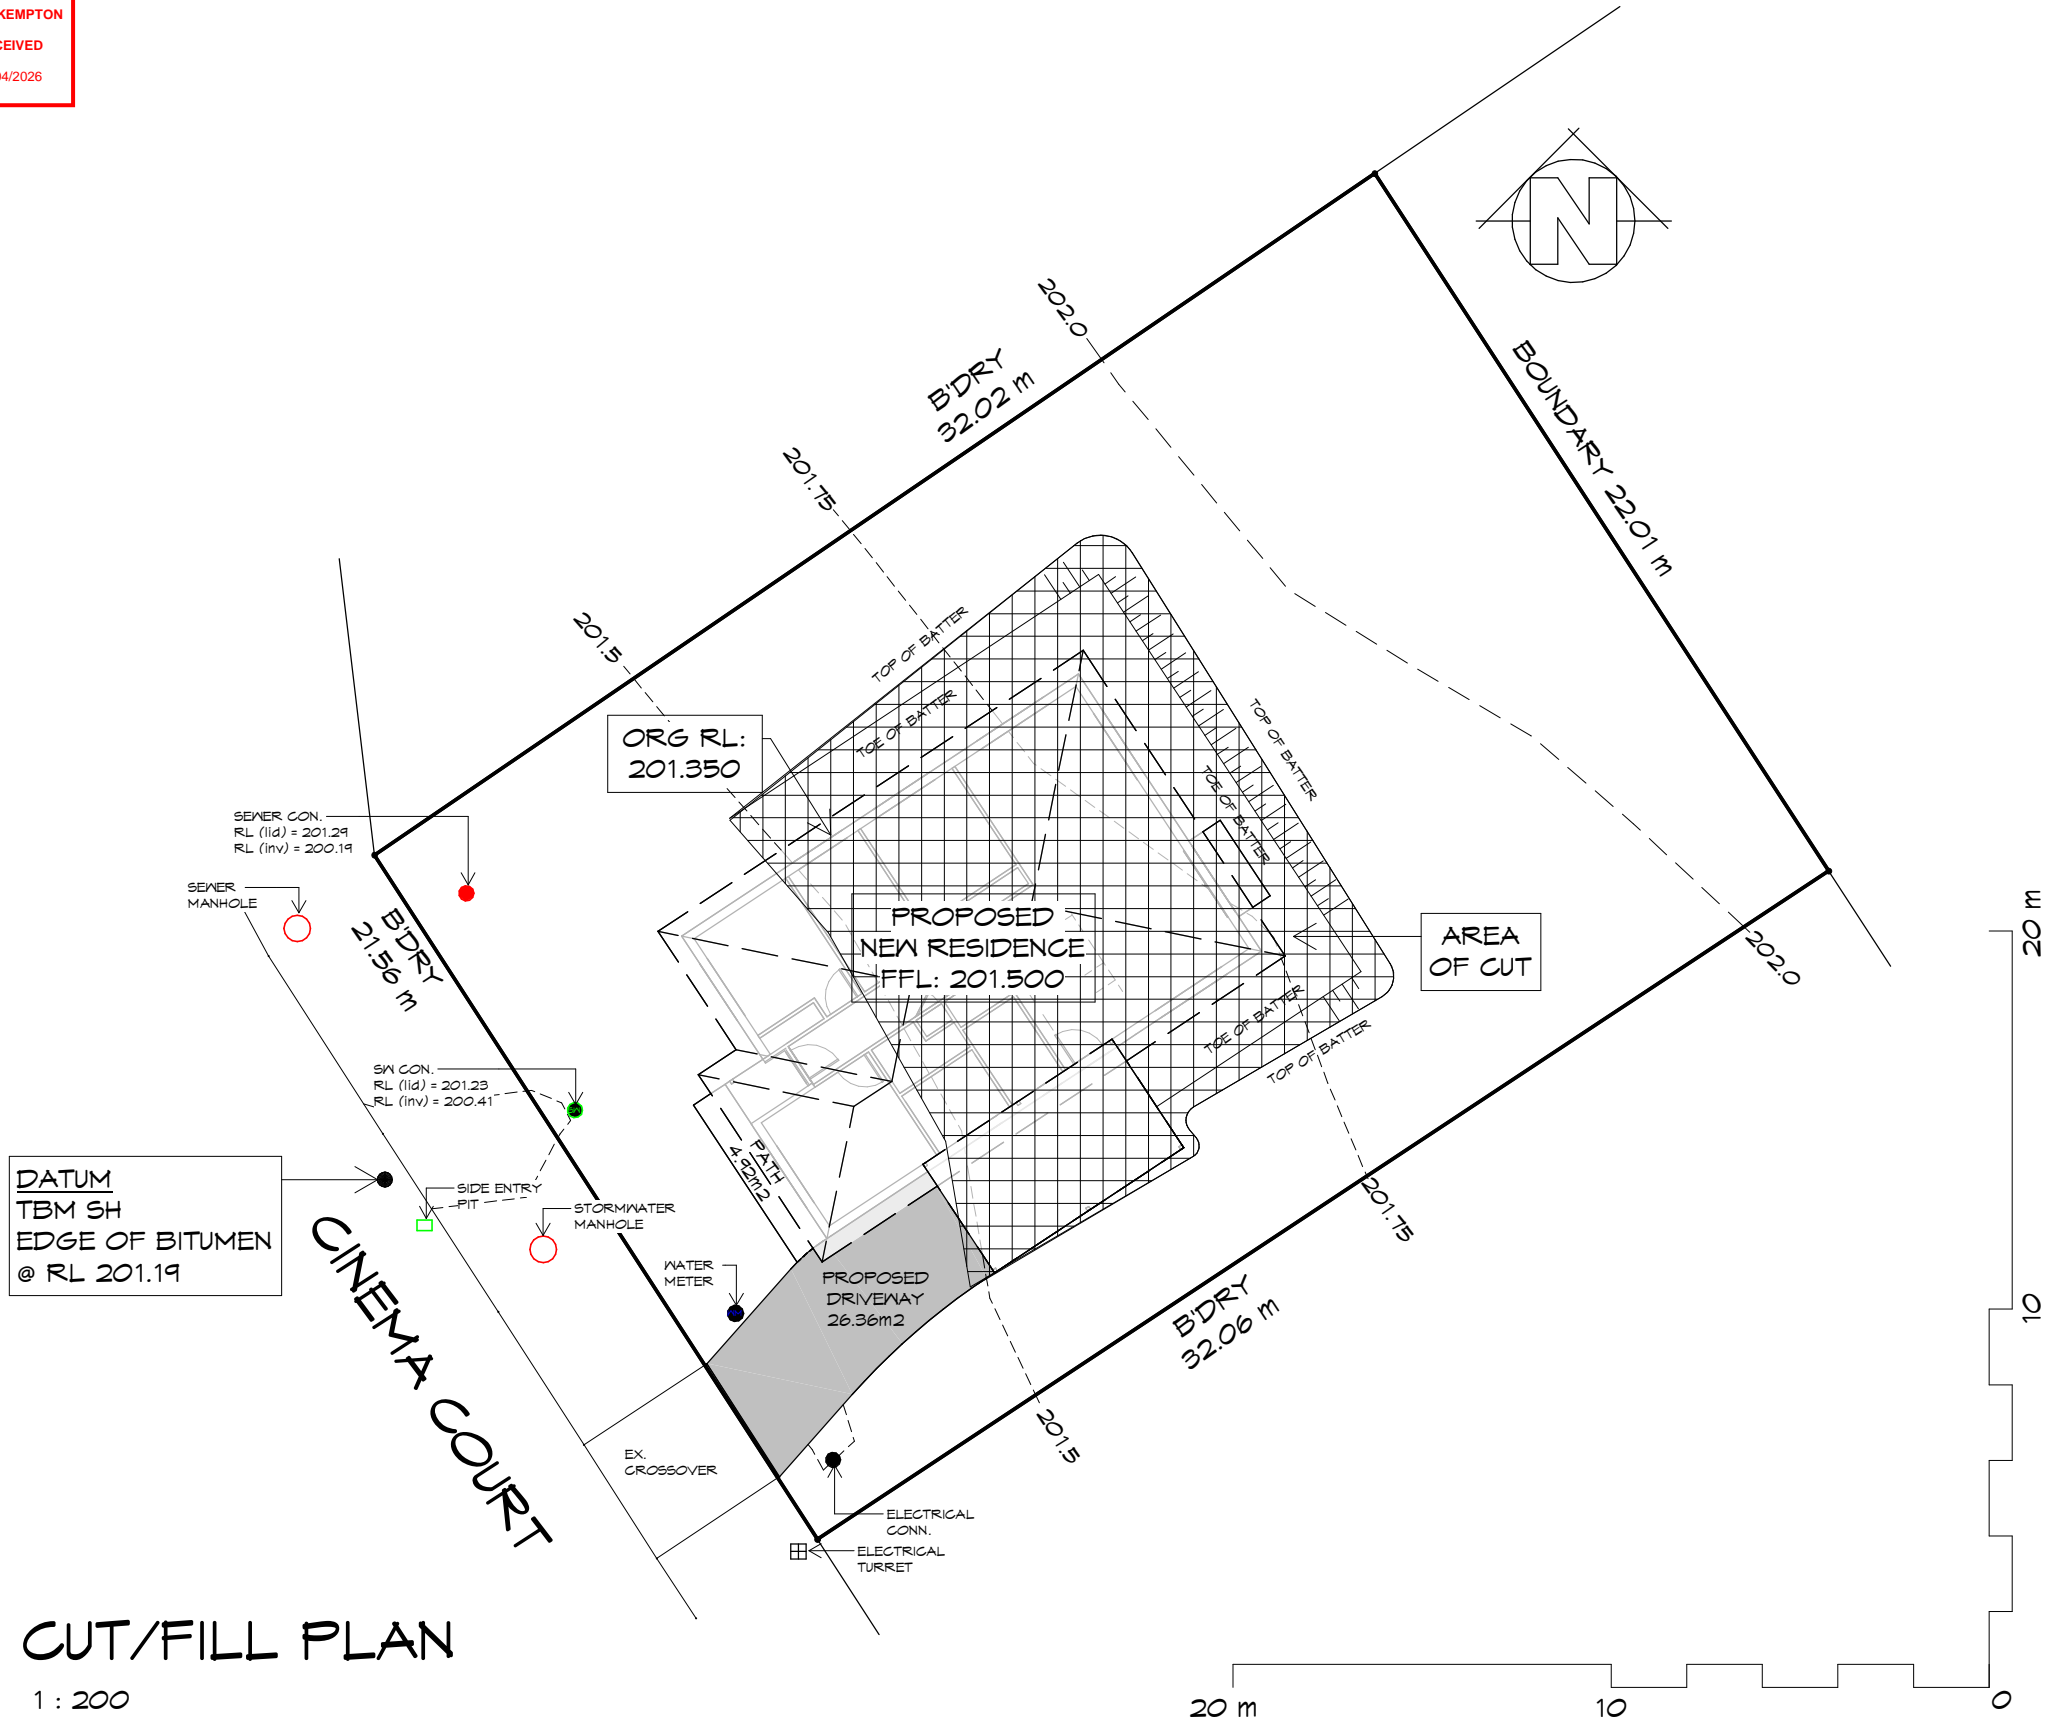 KEMPTON
202.0
B'DRY
32.02 m
BOUNDARY 22.01 m
201.75
201.5
TOP OF BATTER
TOE OF BATTER
TOP OF BATTER
TOE OF BATTER
ORG RL:
201.350
SEWER CON.
RL (lid) = 201.29
RL (inv) = 200.19
SEWER
MANHOLE
B'DRY
21.56 m
PROPOSED
NEW RESIDENCE
FFL: 201.500
AREA
OF CUT
202.0
TOE OF BATTER
TOP OF BATTER
SW CON.
RL (lid) = 201.23
RL (inv) = 200.41
PATH
4.92m2
DATUM
TBM SH
EDGE OF BITUMEN
@ RL 201.19
SIDE ENTRY
PIT
STORMWATER
MANHOLE
WATER
METER
PROPOSED
DRIVEWAY
26.36m2
201.75
B'DRY
32.06 m
201.5
CINEMA COURT
EX.
CROSSOVER
ELECTRICAL
CONN.
ELECTRICAL
TURRET
N
20 m
10
CUT/FILL PLAN
1 : 200
20 m
10
0